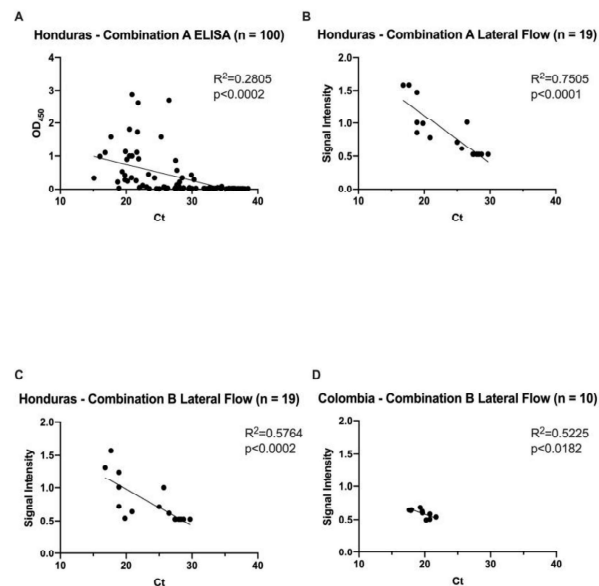 A
Honduras - Combination A ELISA (n = 100)
R²=0.2805
p<0.0002
OD₄₅₀
4
3
2
1
0
10
20
30
40
Ct
B
Honduras - Combination A Lateral Flow (n = 19)
R²=0.7505
p<0.0001
Signal Intensity
2.0
1.5
1.0
0.5
0.0
10
20
30
40
Ct
C
Honduras - Combination B Lateral Flow (n = 19)
R²=0.5764
p<0.0002
Signal Intensity
2.0
1.5
1.0
0.5
0.0
10
20
30
40
Ct
D
Colombia - Combination B Lateral Flow (n = 10)
R²=0.5225
p<0.0182
Signal Intensity
2.0
1.5
1.0
0.5
0.0
10
20
30
40
Ct